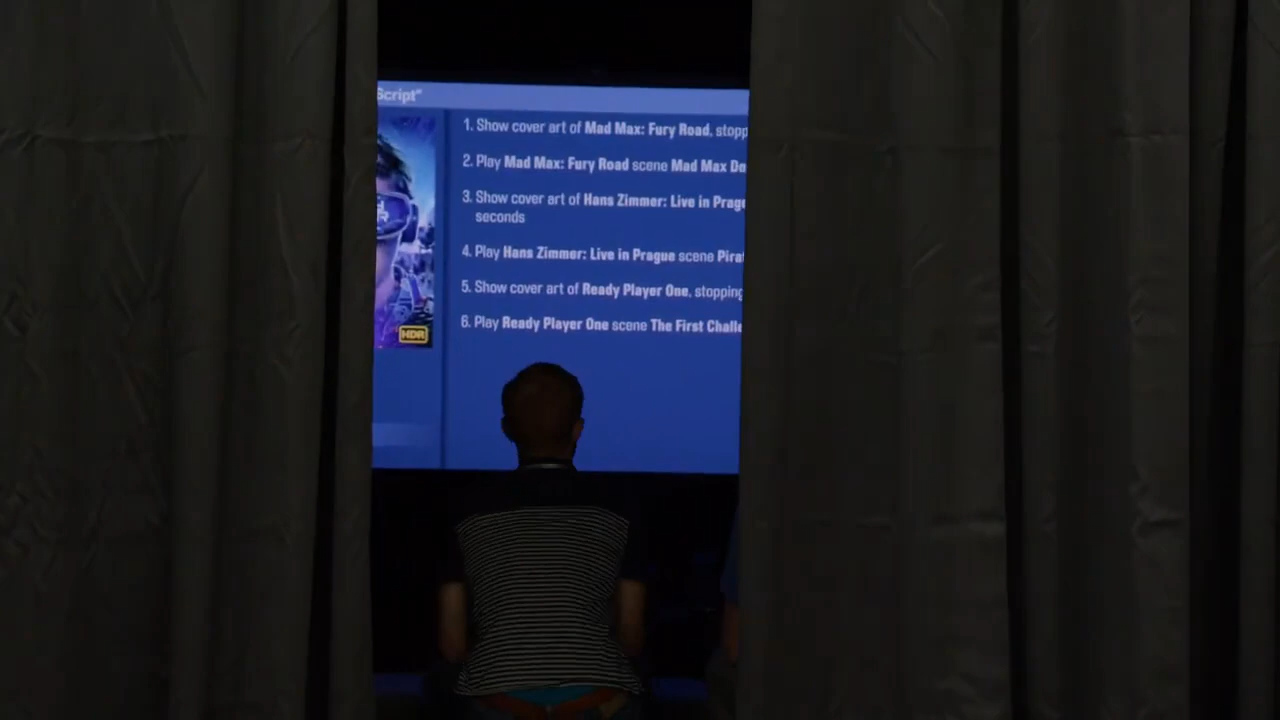 Script"
1. Show cover art of Mad Max: Fury Road, stopp
2. Play Mad Max: Fury Road scene Mad Max Do
3. Show cover art of Hans Zimmer: Live in Prague
seconds
4. Play Hans Zimmer: Live in Prague scene Pirat
5. Show cover art of Ready Player One, stopping
6. Play Ready Player One scene The First Challe
HDR